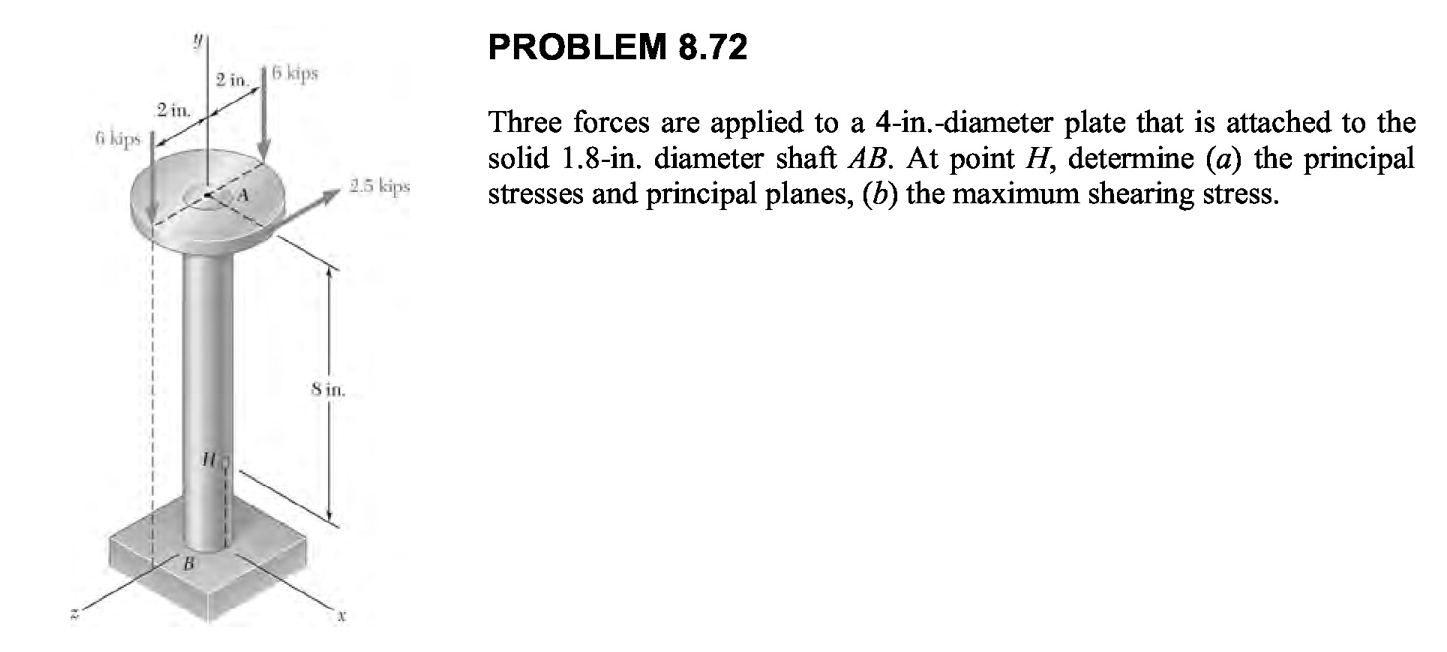 PROBLEM 8.72
Three forces are applied to a 4-in.-diameter plate that is attached to the
solid 1.8-in. diameter shaft AB. At point H, determine (a) the principal
stresses and principal planes, (b) the maximum shearing stress.
y
2 in.
6 kips
2 in.
6 kips
2.5 kips
A
8 in.
H
B
z
x